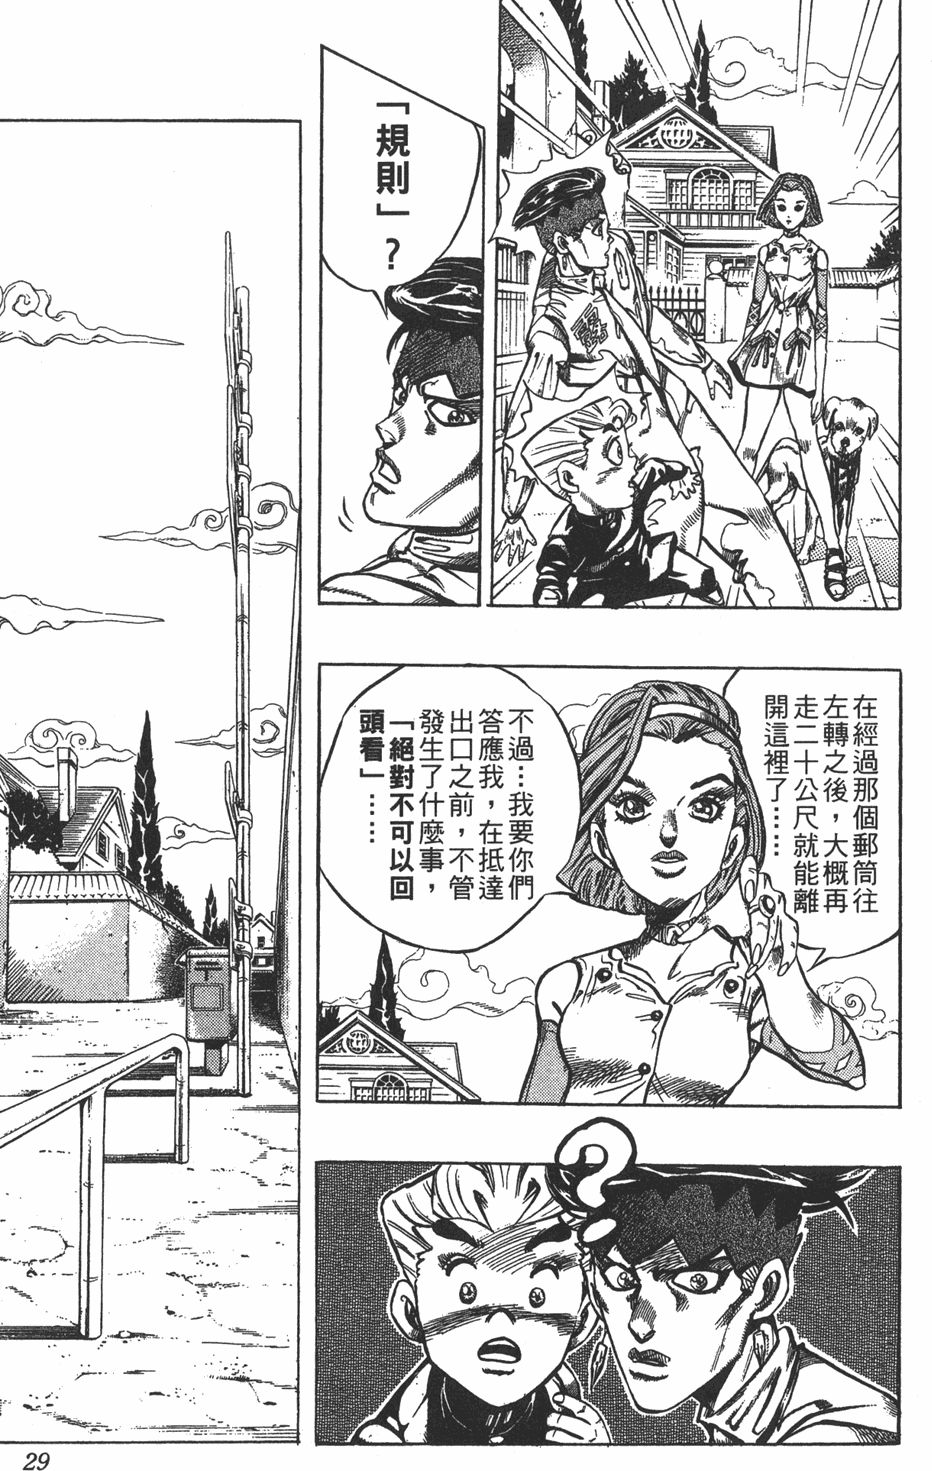 「規則」?
在經過那個郵筒往
左轉之後,大概再
走二十公尺就能離
開這裡了……
不過…我要你們
答應我,在抵達
出口之前,不管
發生了什麼事,
「絕對不可以回
頭看」……
?
29